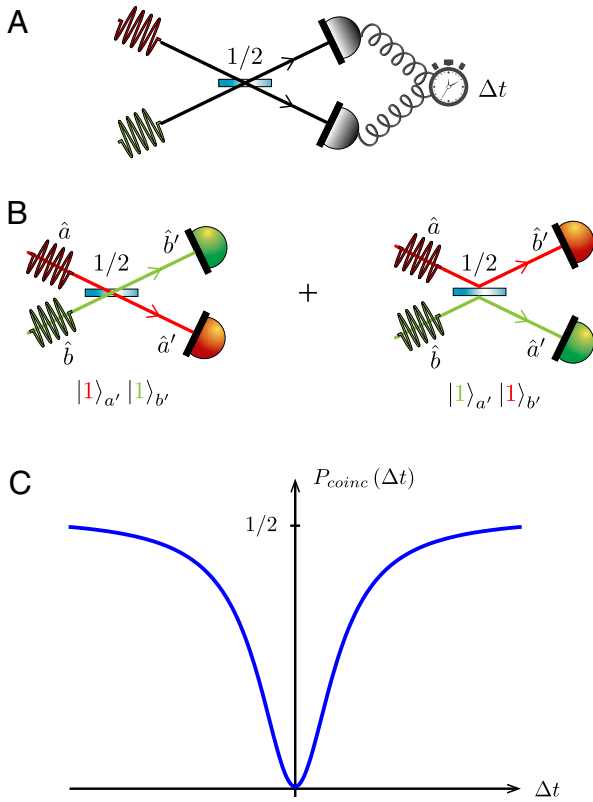 A
1/2
Δt
B
â b̂′ 1/2 b̂ â′
|1⟩a′ |1⟩b′
+
â b̂′ 1/2 b̂ â′
|1⟩a′ |1⟩b′
C
Pcoinc (Δt)
1/2
Δt